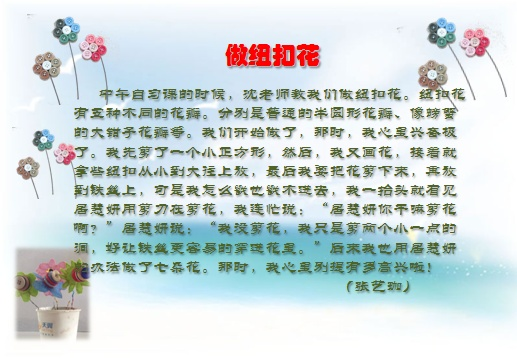 做纽扣花
中午自习课的时候，沈老师教我们做纽扣花。纽扣花
有五种不同的花瓣。分别是普通的半圆形花瓣、像螃蟹
的大钳子花瓣等。我们开始做了，那时，我心里兴奋极
了。我先剪了一个小正方形，然后，我又画花，接着就
拿些纽扣从小到大往上放，最后我要把花剪下来，再放
到铁丝上，可是我怎么钻也钻不进去，我一抬头就看见
居慧妍用剪刀在剪花，我连忙说：“居慧妍你干嘛剪花
啊？”居慧妍说：“我没剪花，我只是剪两个小一点的
洞，好让铁丝更容易的穿进花里。”后来我也用居慧妍
的办法做了七朵花。那时，我心里别提有多高兴啦！
（张艺珈）